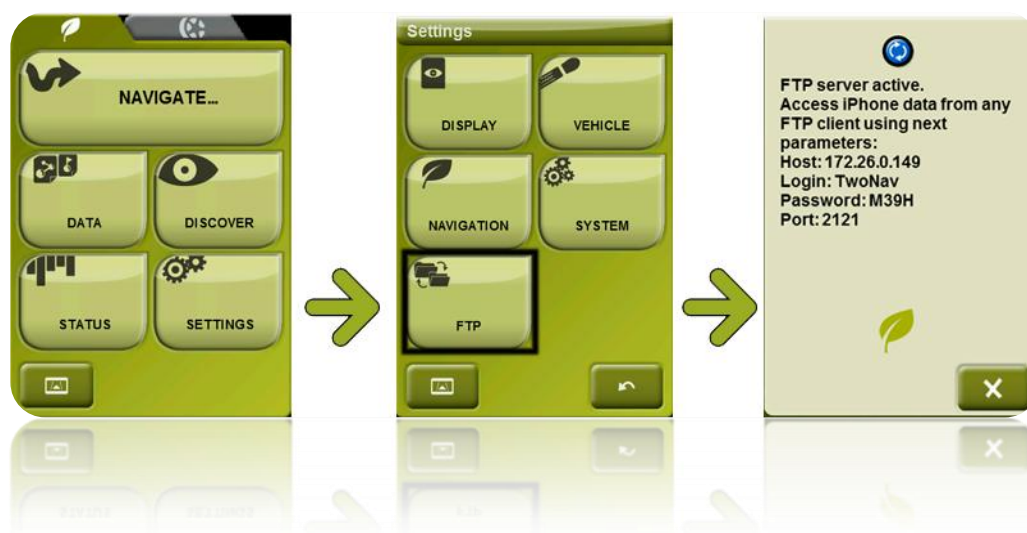 NAVIGATE...
DATA
DISCOVER
STATUS
SETTINGS
Settings
DISPLAY
VEHICLE
NAVIGATION
SYSTEM
FTP
FTP server active.
Access iPhone data from any
FTP client using next
parameters:
Host: 172.26.0.149
Login: TwoNav
Password: M39H
Port: 2121